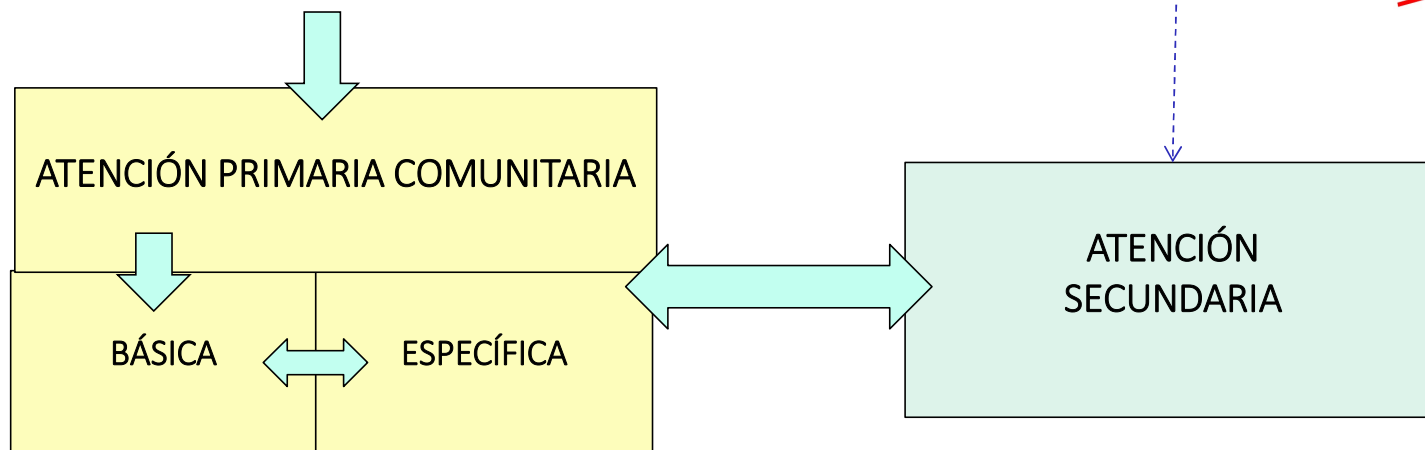 ATENCIÓN PRIMARIA COMUNITARIA
ATENCIÓN
SECUNDARIA
BÁSICA
ESPECÍFICA